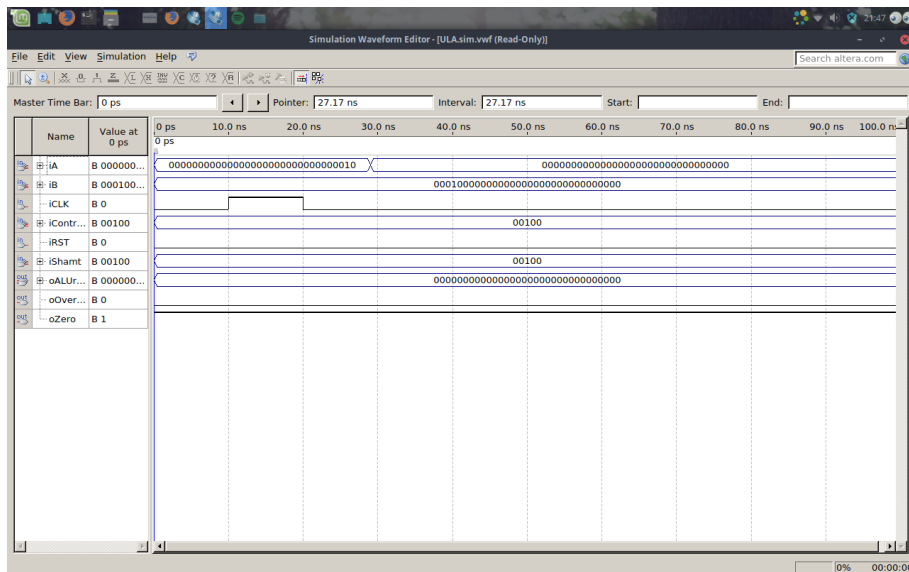 21:47
Simulation Waveform Editor - [ULA.sim.vwf (Read-Only)]
File Edit View Simulation Help
Search altera.com
Master Time Bar: 0 ps Pointer: 27.17 ns Interval: 27.17 ns Start: End:
Name Value at 0 ps
0 ps 10.0 ns 20.0 ns 30.0 ns 40.0 ns 50.0 ns 60.0 ns 70.0 ns 80.0 ns 90.0 ns 100.0 ns
0 ps
iA B 000000...
iB B 000100...
iCLK B 0
iContr... B 00100 00100
iRST B 0
iShamt B 00100 00100
oALUr... B 000000...
oOver... B 0
oZero B 1
0% 00:00:0